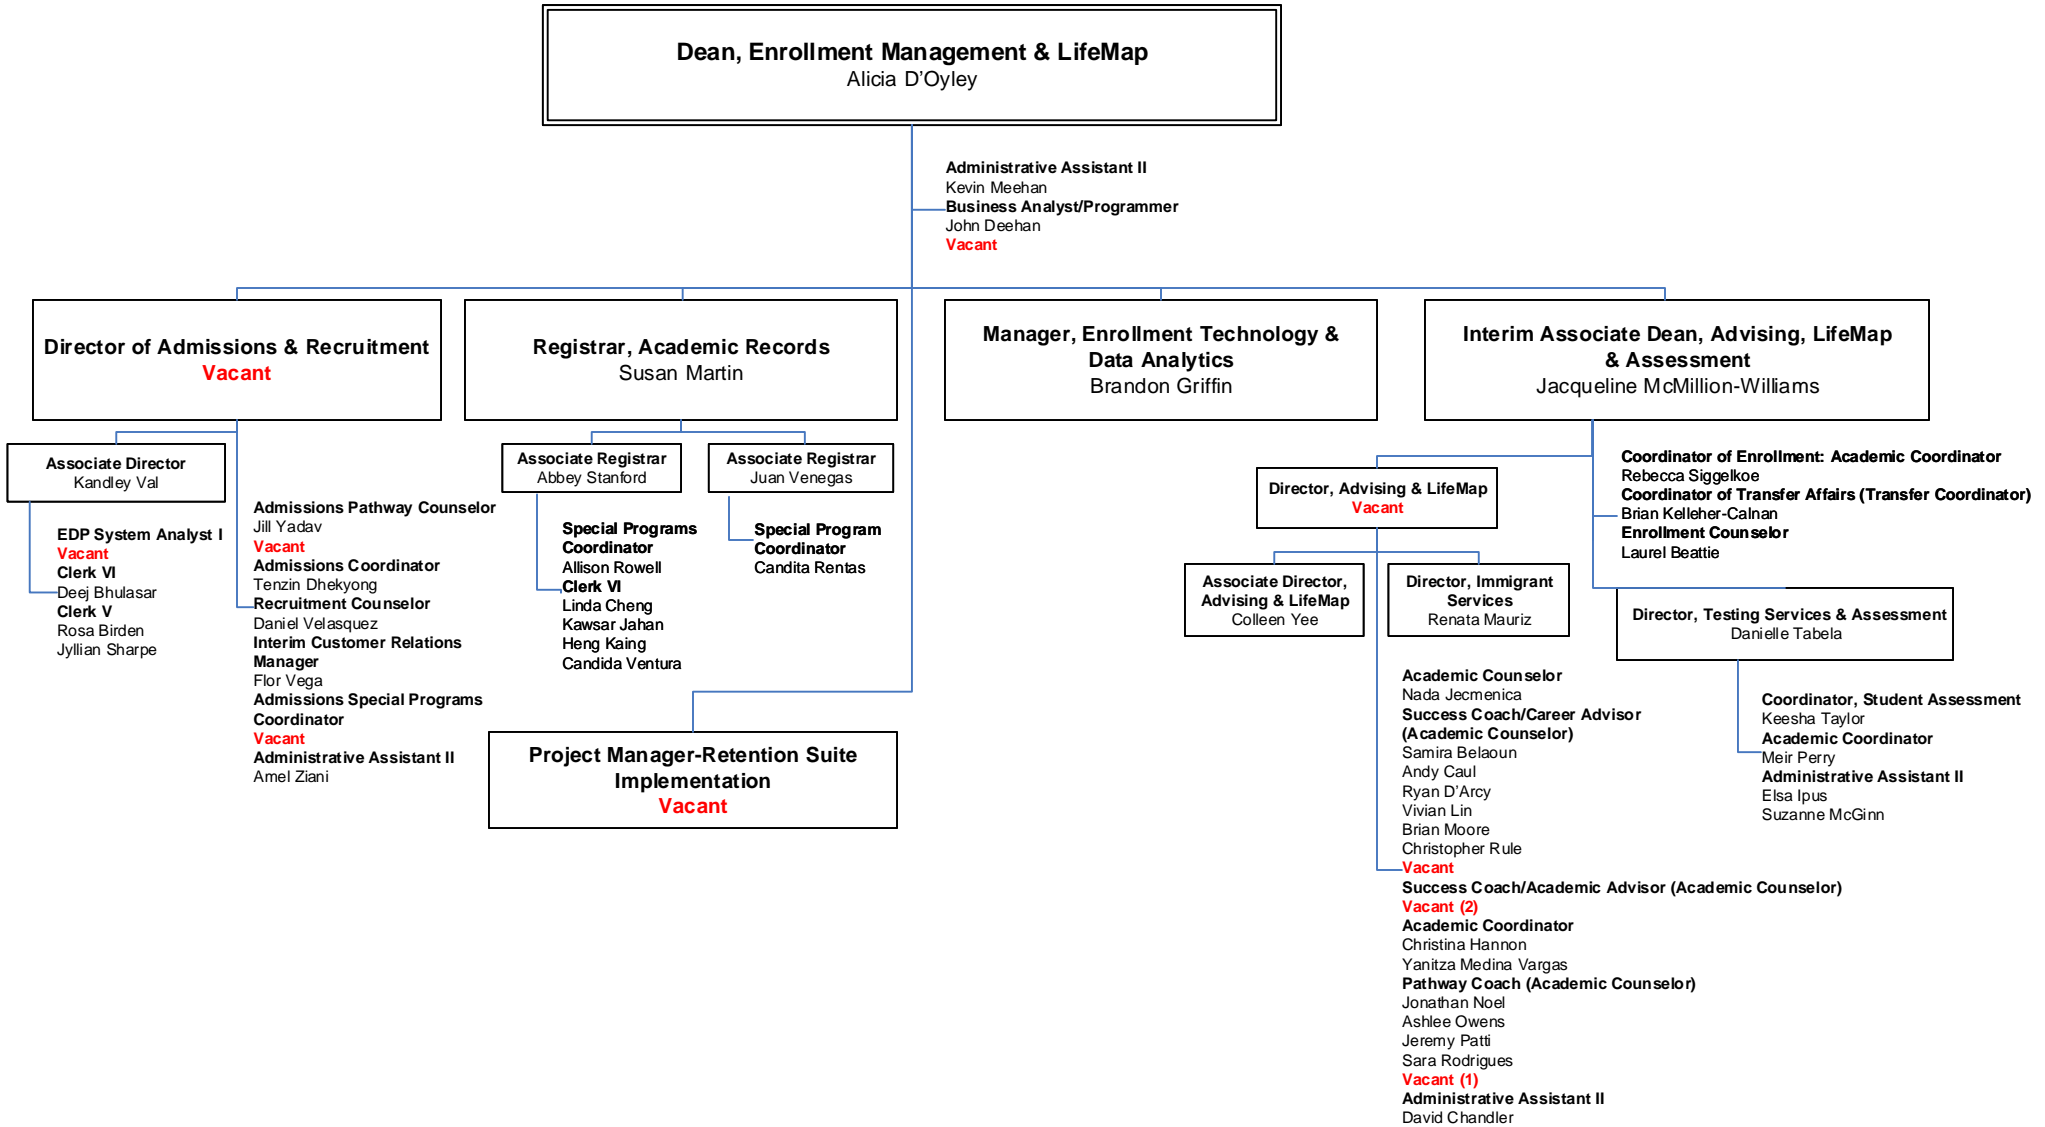 Dean, Enrollment Management & LifeMap
Alicia D’Oyley
Administrative Assistant II
Kevin Meehan
Business Analyst/Programmer
John Deehan
Vacant
Director of Admissions & Recruitment
Vacant
Registrar, Academic Records
Susan Martin
Manager, Enrollment Technology &
Data Analytics
Brandon Griffin
Interim Associate Dean, Advising, LifeMap
& Assessment
Jacqueline McMillion-Williams
Associate Director
Kandley Val
EDP System Analyst I
Vacant
Clerk VI
Deej Bhulasar
Clerk V
Rosa Birden
Jyllian Sharpe
Admissions Pathway Counselor
Jill Yadav
Vacant
Admissions Coordinator
Tenzin Dhekyong
Recruitment Counselor
Daniel Velasquez
Interim Customer Relations
Manager
Flor Vega
Admissions Special Programs
Coordinator
Vacant
Administrative Assistant II
Amel Ziani
Associate Registrar
Abbey Stanford
Special Programs
Coordinator
Allison Rowell
Clerk VI
Linda Cheng
Kawsar Jahan
Heng Kaing
Candida Ventura
Associate Registrar
Juan Venegas
Special Program
Coordinator
Candita Rentas
Project Manager-Retention Suite
Implementation
Vacant
Director, Advising & LifeMap
Vacant
Associate Director,
Advising & LifeMap
Colleen Yee
Director, Immigrant
Services
Renata Mauriz
Academic Counselor
Nada Jecmenica
Success Coach/Career Advisor
(Academic Counselor)
Samira Belaoun
Andy Caul
Ryan D’Arcy
Vivian Lin
Brian Moore
Christopher Rule
Vacant
Success Coach/Academic Advisor (Academic Counselor)
Vacant (2)
Academic Coordinator
Christina Hannon
Yanitza Medina Vargas
Pathway Coach (Academic Counselor)
Jonathan Noel
Ashlee Owens
Jeremy Patti
Sara Rodrigues
Vacant (1)
Administrative Assistant II
David Chandler
Coordinator of Enrollment: Academic Coordinator
Rebecca Siggelkoe
Coordinator of Transfer Affairs (Transfer Coordinator)
Brian Kelleher-Calnan
Enrollment Counselor
Laurel Beattie
Director, Testing Services & Assessment
Danielle Tabela
Coordinator, Student Assessment
Keesha Taylor
Academic Coordinator
Meir Perry
Administrative Assistant II
Elsa Ipus
Suzanne McGinn